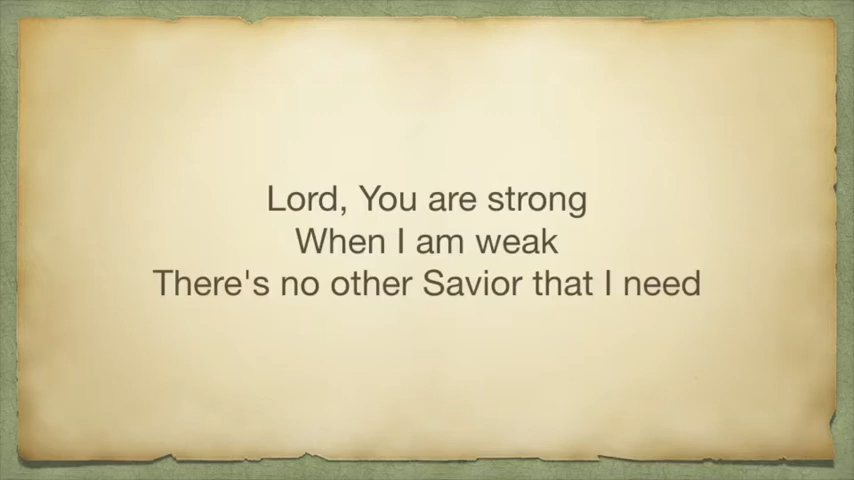 Lord, You are strong
When I am weak
There's no other Savior that I need